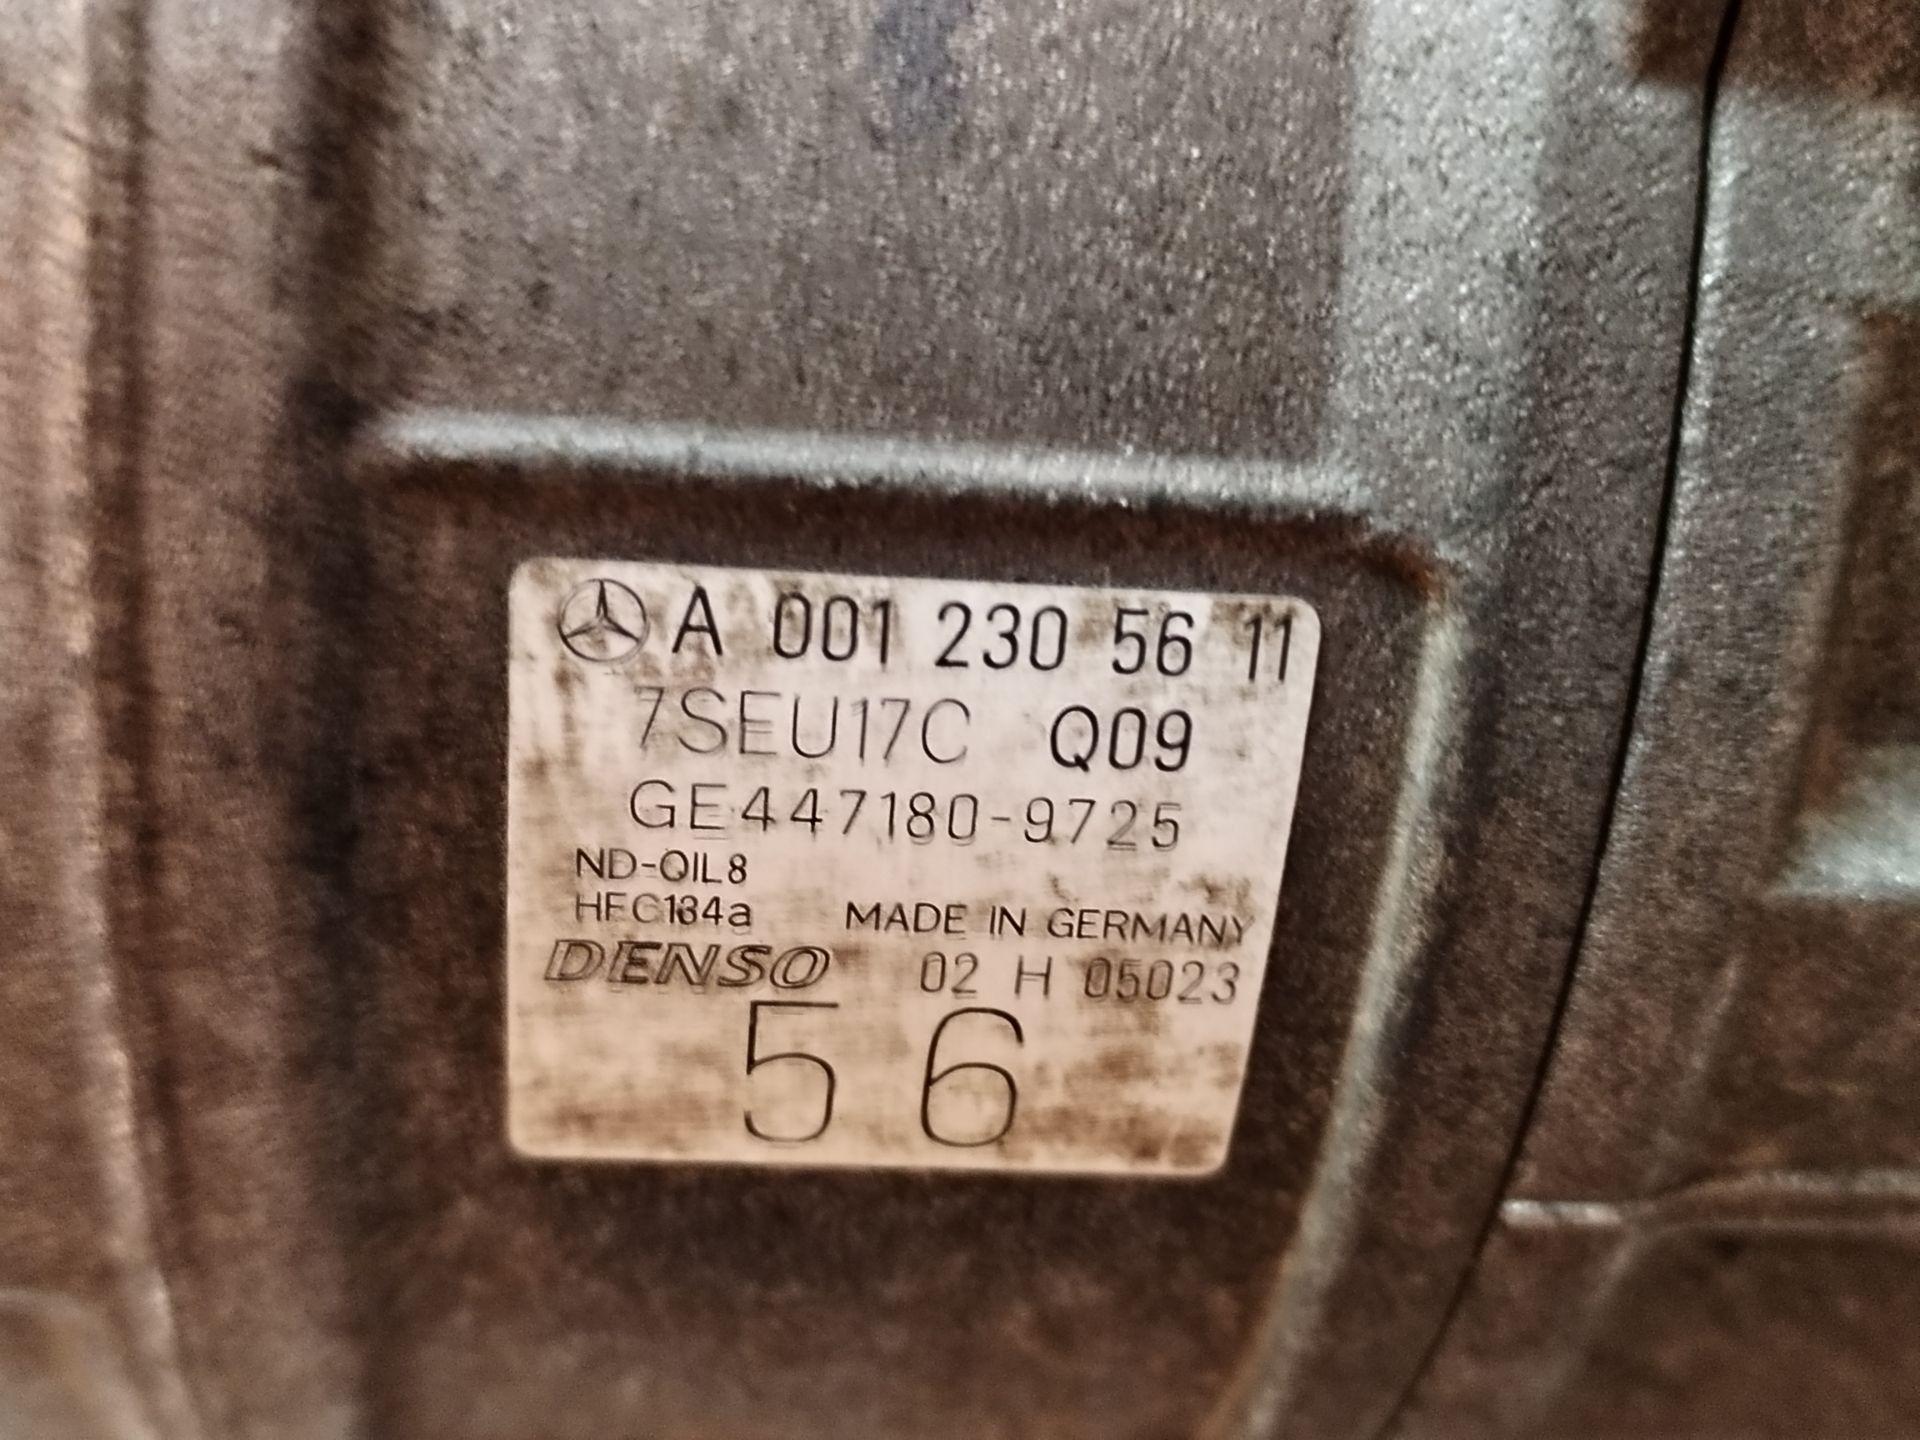 A 001 230 56 11
7SEU17C Q09
GE447180-9725
ND-OIL8
HFC134a MADE IN GERMANY
DENSO 02 H 05023
56